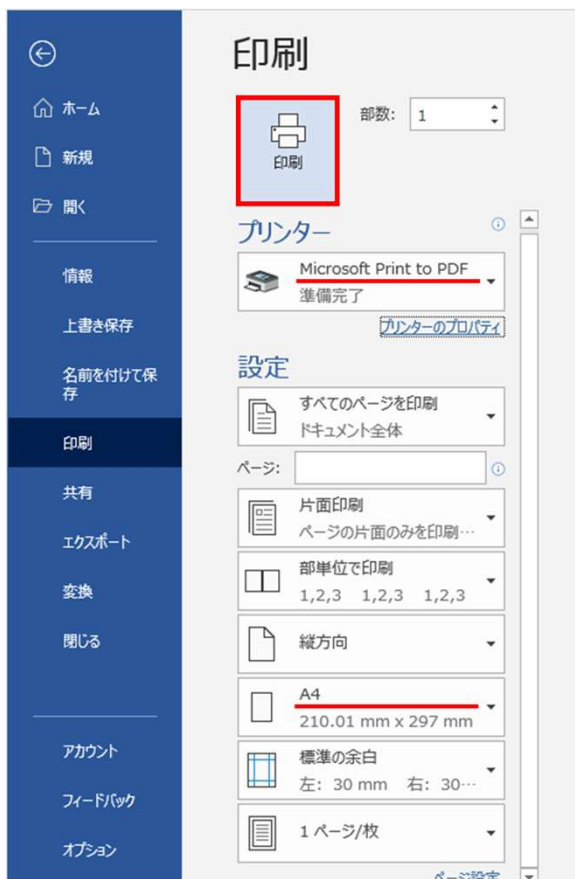 印刷
ホーム
新規
開く
情報
上書き保存
名前を付けて保
存
印刷
共有
エクスポート
変換
閉じる
アカウント
フィードバック
オプション
印刷
部数: 1
プリンター
Microsoft Print to PDF
準備完了
プリンターのプロパティ
設定
すべてのページを印刷
ドキュメント全体
ページ:
片面印刷
ページの片面のみを印刷…
部単位で印刷
1,2,3 1,2,3 1,2,3
縦方向
A4
210.01 mm x 297 mm
標準の余白
左: 30 mm 右: 30…
1 ページ/枚
ページ設定